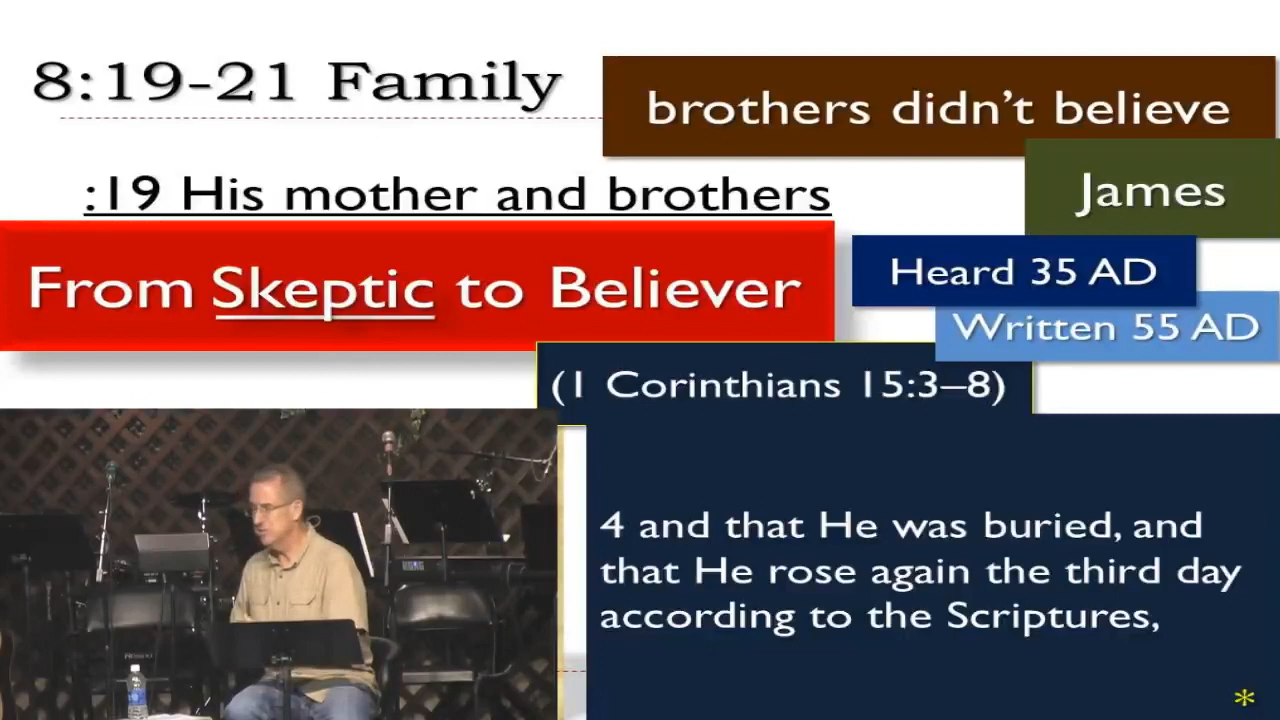 8:19-21 Family
brothers didn't believe
:19 His mother and brothers
James
From Skeptic to Believer
Heard 35 AD
Written 55 AD
(1 Corinthians 15:3–8)
4 and that He was buried, and
that He rose again the third day
according to the Scriptures,
*